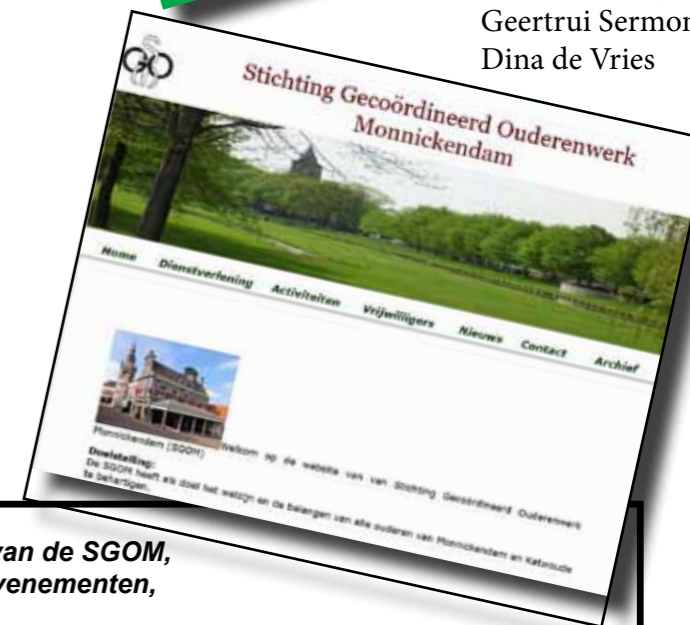 Geertrui Sermon
Dina de Vries
GO
Stichting Gecoördineerd Ouderenwerk
Monnickendam
Home Dienstverlening Activiteiten Vrijwilligers Nieuws Contact Archief
Welkom op de website van van Stichting Gecoördineerd Ouderenwerk
Monnickendam (SGOM)
Doelstelling:
De SGOM heeft als doel het welzijn en de belangen van alle ouderen van Monnickendam en Katwoude
te behartigen.
van de SGOM,
venementen,